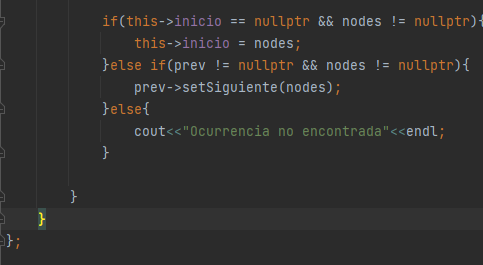 if(this->inicio == nullptr && nodes != nullptr){
this->inicio = nodes;
}else if(prev != nullptr && nodes != nullptr){
prev->setSiguiente(nodes);
}else{
cout<<"Ocurrencia no encontrada"<<endl;
}
}
}
};